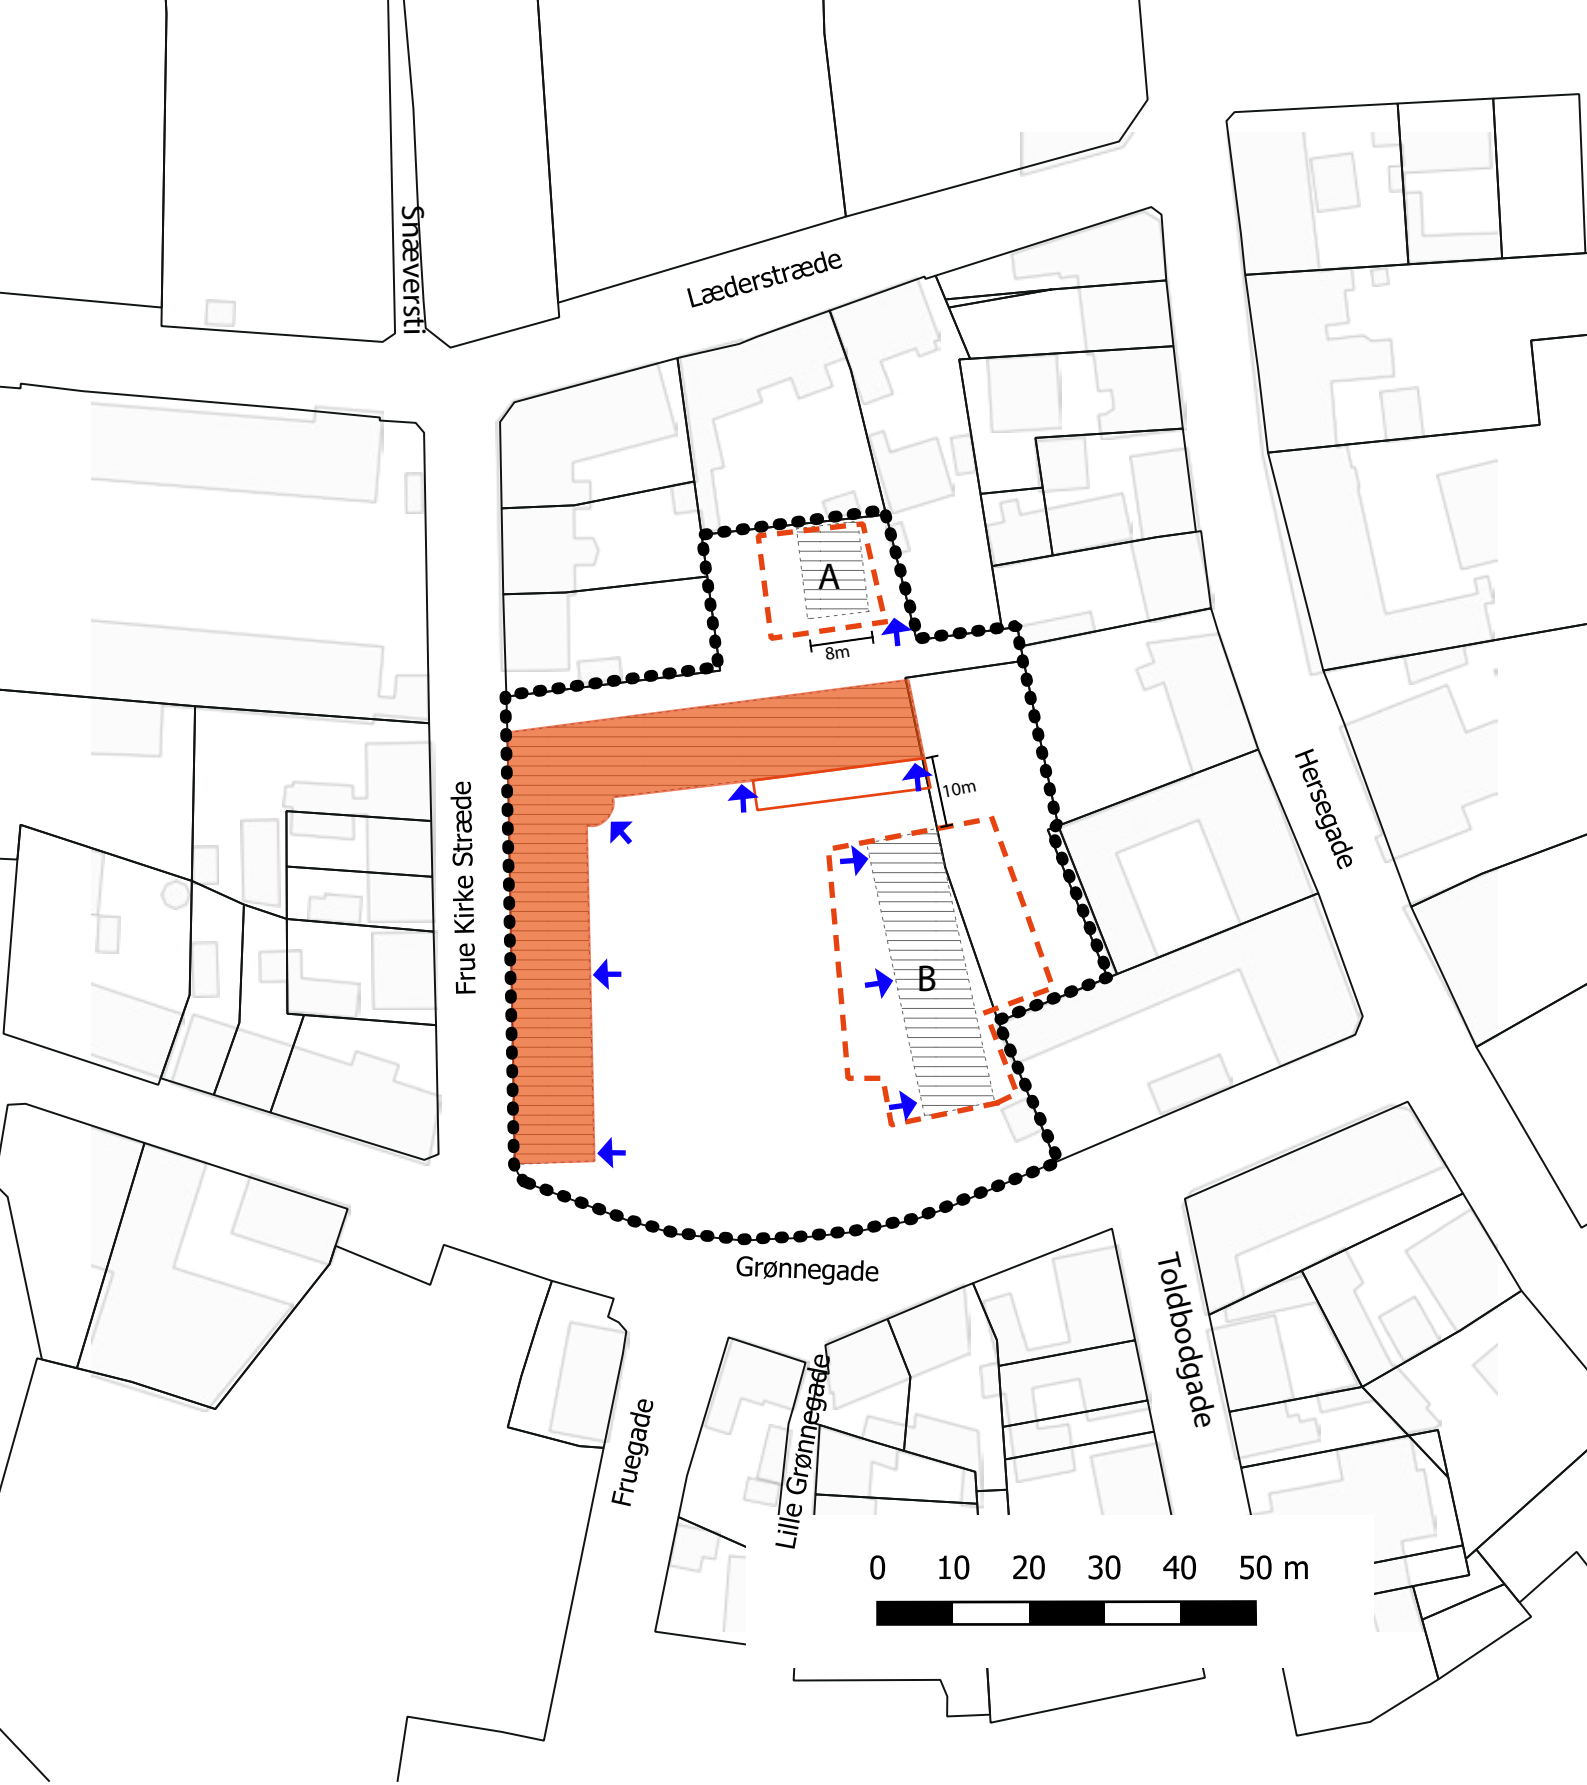 Snæversti
Læderstræde
A
8m
10m
Hersegade
Frue Kirke Stræde
B
Grønnegade
Toldbodgade
Lille Grønnegade
Fruegade
0 10 20 30 40 50 m